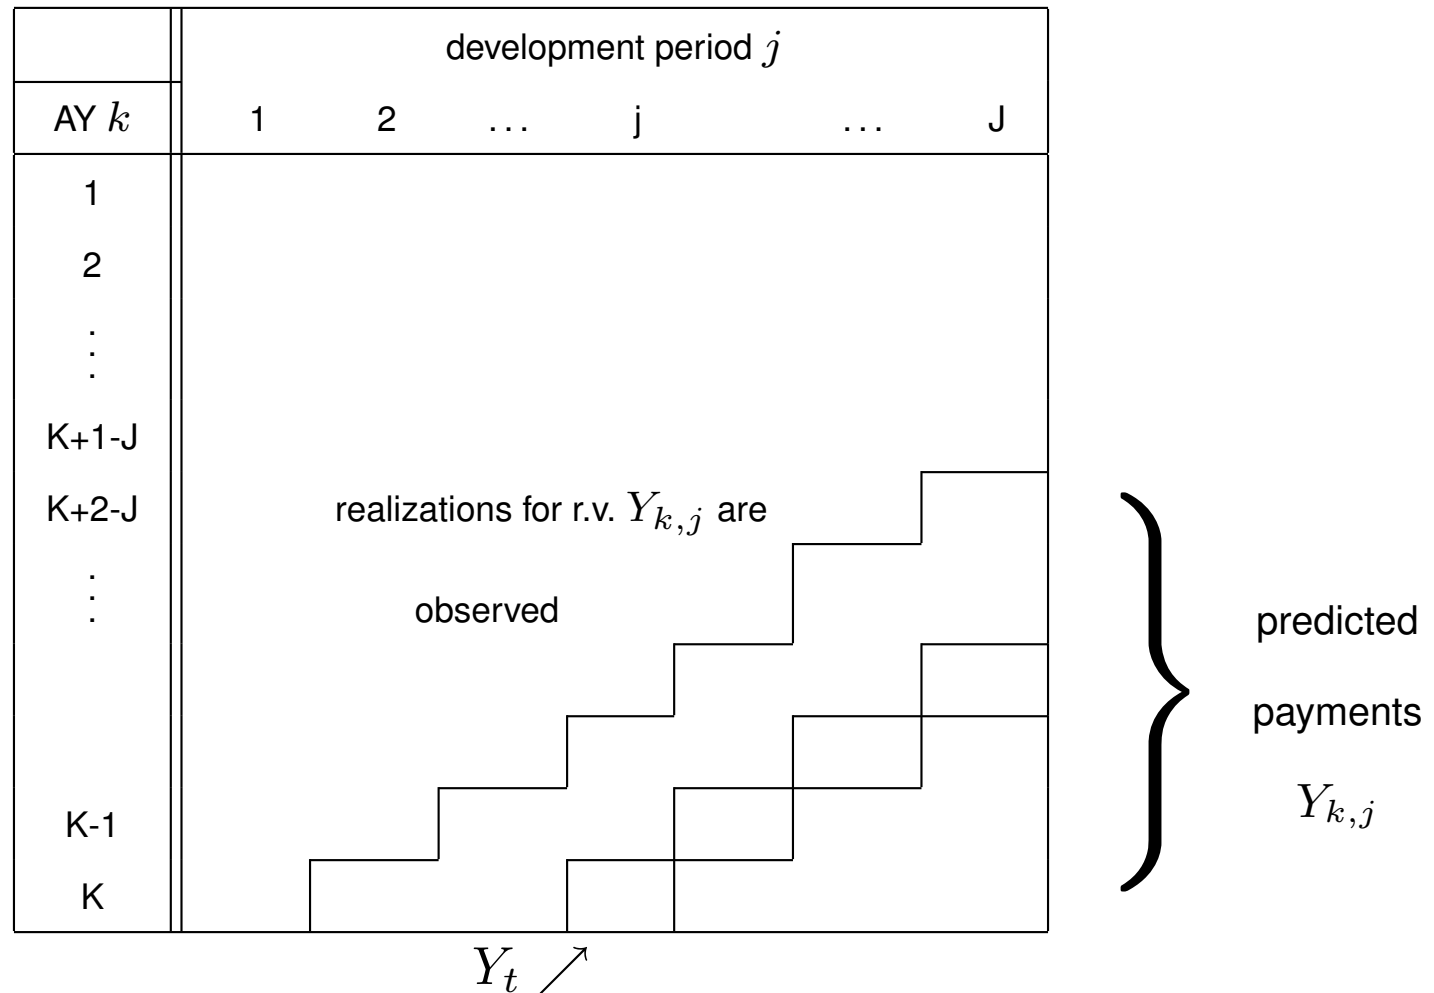 development period j
AY k 1 2 ... j ... J
1
2
⋮
K+1-J
K+2-J realizations for r.v. Y_{k,j} are
⋮ observed
predicted
payments
Y_{k,j}
K-1
K
Y_t ↗